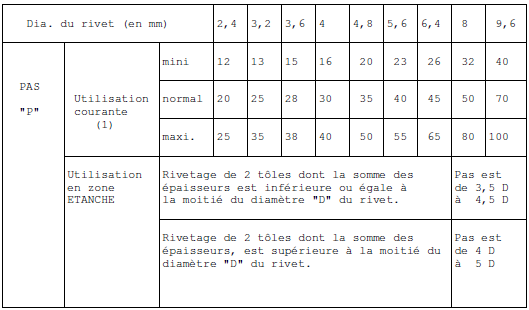 Dia. du rivet (en mm) 2,4 3,2 3,6 4 4,8 5,6 6,4 8 9,6
PAS
"P"
Utilisation
courante
(1)
mini 12 13 15 16 20 23 26 32 40
normal 20 25 28 30 35 40 45 50 70
maxi. 25 35 38 40 50 55 65 80 100
Utilisation
en zone
ETANCHE
Rivetage de 2 tôles dont la somme des
épaisseurs est inférieure ou égale à
la moitié du diamètre "D" du rivet.
Pas est
de 3,5 D
à 4,5 D
Rivetage de 2 tôles dont la somme des
épaisseurs, est supérieure à la moitié du
diamètre "D" du rivet.
Pas est
de 4 D
à 5 D